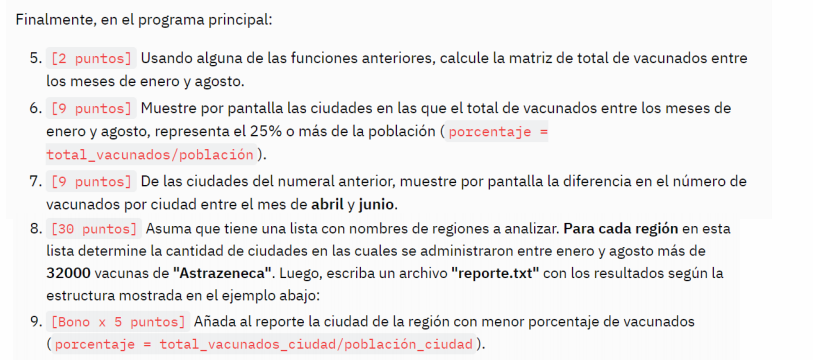 Finalmente, en el programa principal:
5. [2 puntos] Usando alguna de las funciones anteriores, calcule la matriz de total de vacunados entre
los meses de enero y agosto.
6. [9 puntos] Muestre por pantalla las ciudades en las que el total de vacunados entre los meses de
enero y agosto, representa el 25% o más de la población ( porcentaje =
total_vacunados/población ).
7. [9 puntos] De las ciudades del numeral anterior, muestre por pantalla la diferencia en el número de
vacunados por ciudad entre el mes de abril y junio.
8. [30 puntos] Asuma que tiene una lista con nombres de regiones a analizar. Para cada región en esta
lista determine la cantidad de ciudades en las cuales se administraron entre enero y agosto más de
32000 vacunas de "Astrazeneca". Luego, escriba un archivo "reporte.txt" con los resultados según la
estructura mostrada en el ejemplo abajo:
9. [Bono x 5 puntos] Añada al reporte la ciudad de la región con menor porcentaje de vacunados
( porcentaje = total_vacunados_ciudad/población_ciudad ).